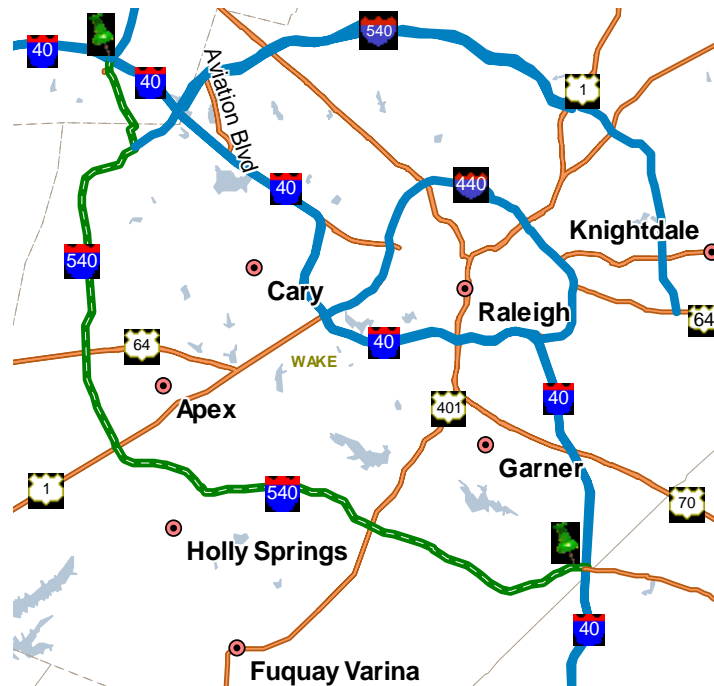 540
40
40
Aviation Blvd
1
440
40
Knightdale
540
Cary
Raleigh
64
40
64
WAKE
Apex
40
401
Garner
1
540
70
Holly Springs
40
Fuquay Varina